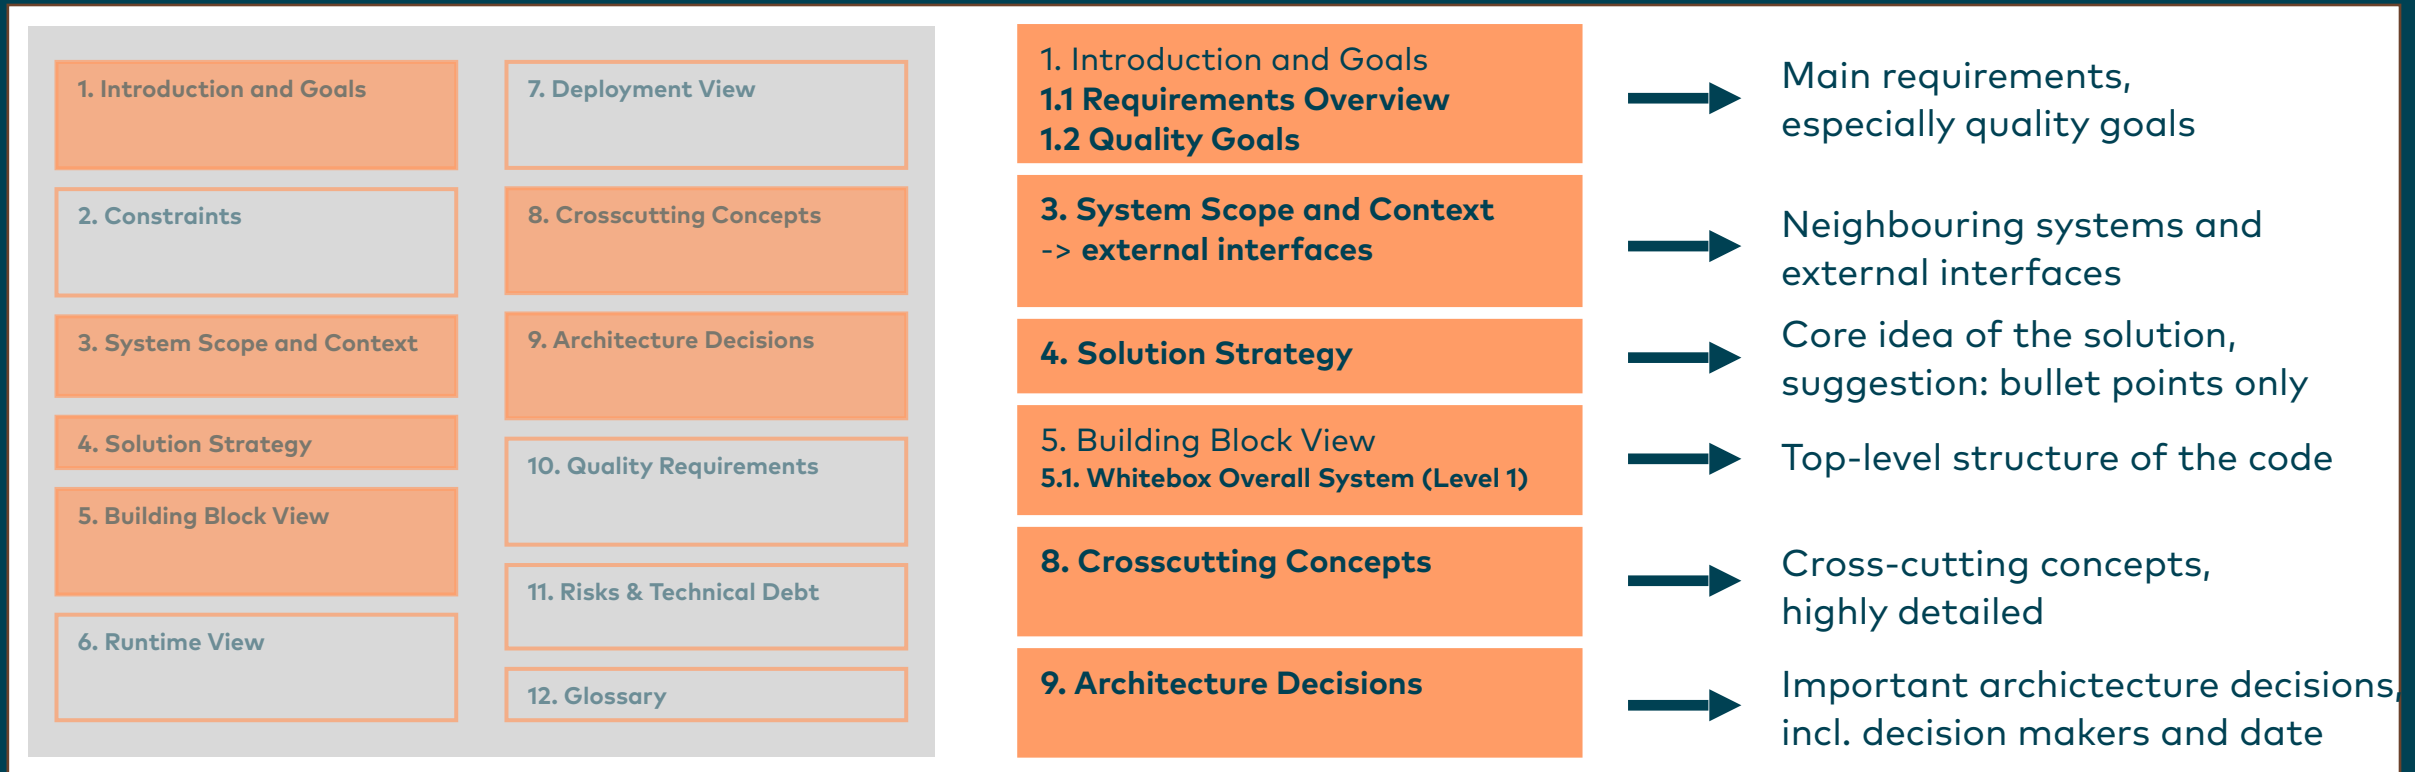 1. Introduction and Goals
2. Constraints
3. System Scope and Context
4. Solution Strategy
5. Building Block View
6. Runtime View
7. Deployment View
8. Crosscutting Concepts
9. Architecture Decisions
10. Quality Requirements
11. Risks & Technical Debt
12. Glossary
1. Introduction and Goals
1.1 Requirements Overview
1.2 Quality Goals
Main requirements,
especially quality goals
3. System Scope and Context
-> external interfaces
Neighbouring systems and
external interfaces
4. Solution Strategy
Core idea of the solution,
suggestion: bullet points only
5. Building Block View
5.1. Whitebox Overall System (Level 1)
Top-level structure of the code
8. Crosscutting Concepts
Cross-cutting concepts,
highly detailed
9. Architecture Decisions
Important archictecture decisions,
incl. decision makers and date